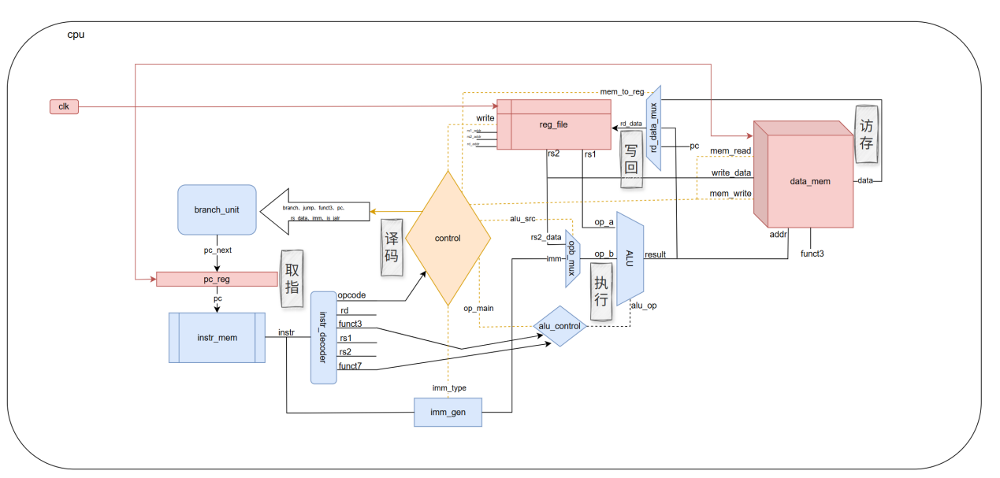 cpu
clk
mem_to_reg
write
reg_file
rs1_addr
rs2_addr
rd_addr
rd_data
rd_data_mux
写回
pc
rs2
rs1
访存
mem_read
write_data
mem_write
data_mem
data
addr
funct3
branch_unit
branch、jump、funct3、pc、
rs_data、imm、is_jalr
control
译码
alu_src
op_a
rs2_data
opb_mux
imm
op_b
ALU
result
pc_next
pc_reg
取指
pc
执行
alu_op
instr_mem
instr
instr_decoder
opcode
rd
funct3
rs1
rs2
funct7
op_main
alu_control
imm_type
imm_gen